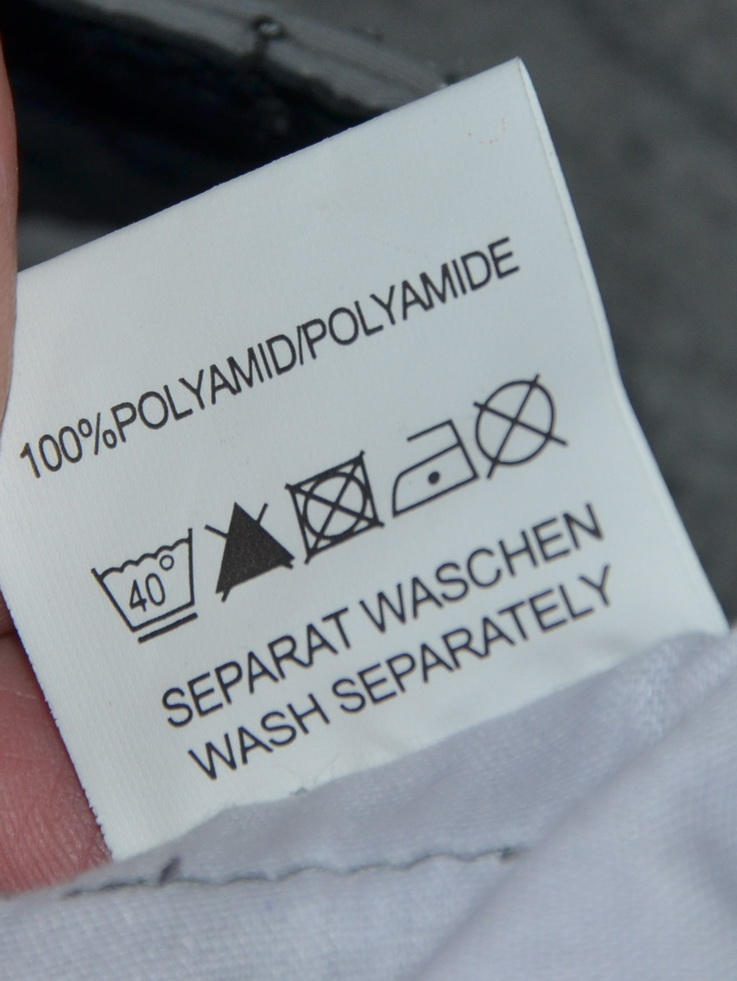 100%POLYAMID/POLYAMIDE
40°
SEPARAT WASCHEN
WASH SEPARATELY